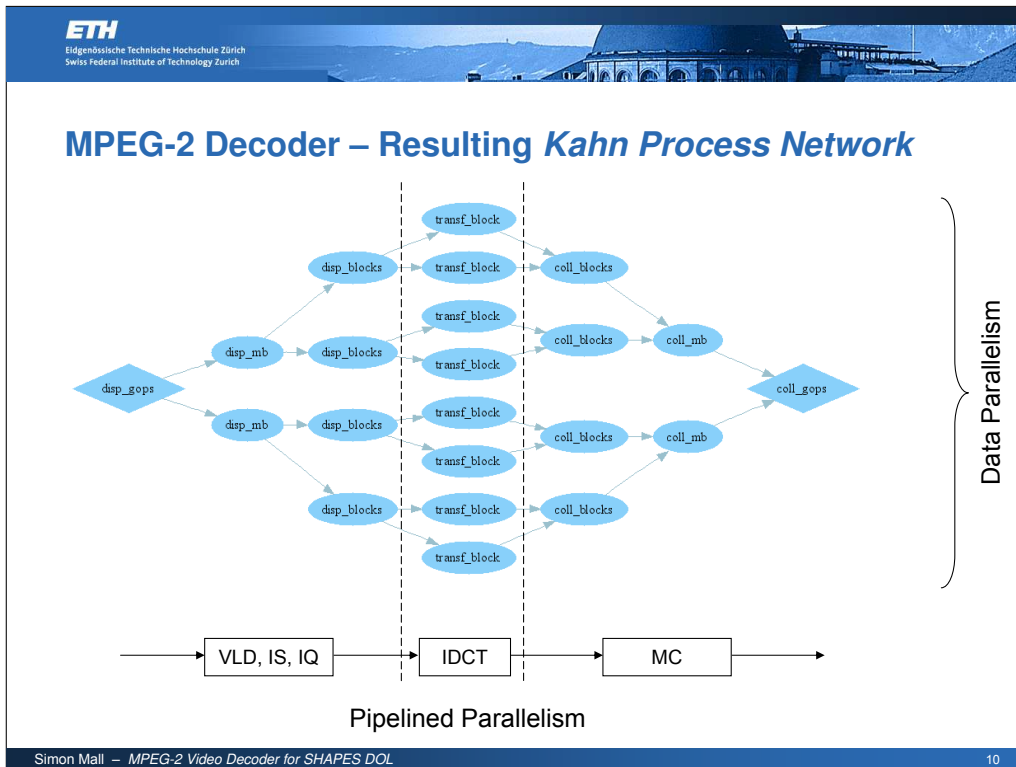 ETH
Eidgenössische Technische Hochschule Zürich
Swiss Federal Institute of Technology Zurich
MPEG-2 Decoder – Resulting Kahn Process Network
transf_block
disp_blocks
transf_block
coll_blocks
transf_block
disp_mb
disp_blocks
coll_blocks
coll_mb
transf_block
disp_gops
coll_gops
transf_block
disp_mb
disp_blocks
coll_blocks
coll_mb
transf_block
disp_blocks
transf_block
coll_blocks
transf_block
Data Parallelism
VLD, IS, IQ
IDCT
MC
Pipelined Parallelism
Simon Mall – MPEG-2 Video Decoder for SHAPES DOL
10